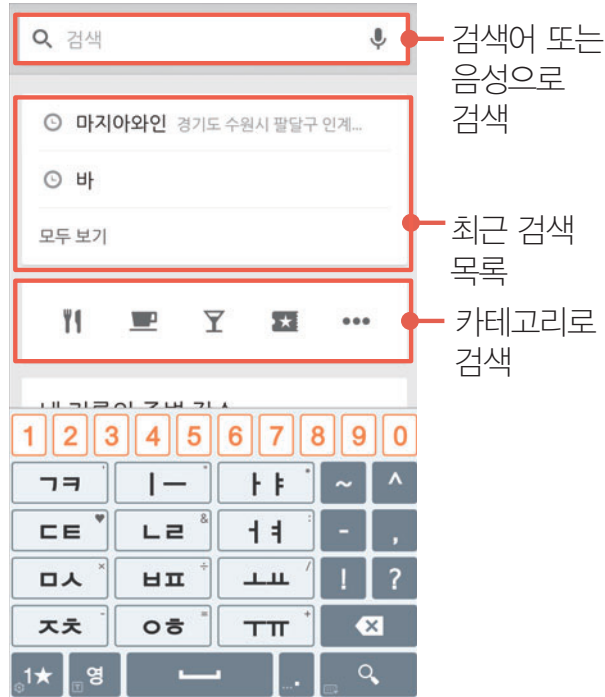 검색
검색어 또는
음성으로
검색
마지아와인 경기도 수원시 팔달구 인계...
바
모두 보기
최근 검색
목록
카테고리로
검색
1 2 3 4 5 6 7 8 9 0
ㄱㅋ ' ㅣㅡ ㅏㅑ ~ ^
ㄷㅌ ♥ ㄴㄹ & ㅓㅕ : - ,
ㅁㅅ × ㅂㅍ ÷ ㅗㅛ / ! ?
ㅈㅊ - ㅇㅎ = ㅜㅠ +
1★ 영 ... .